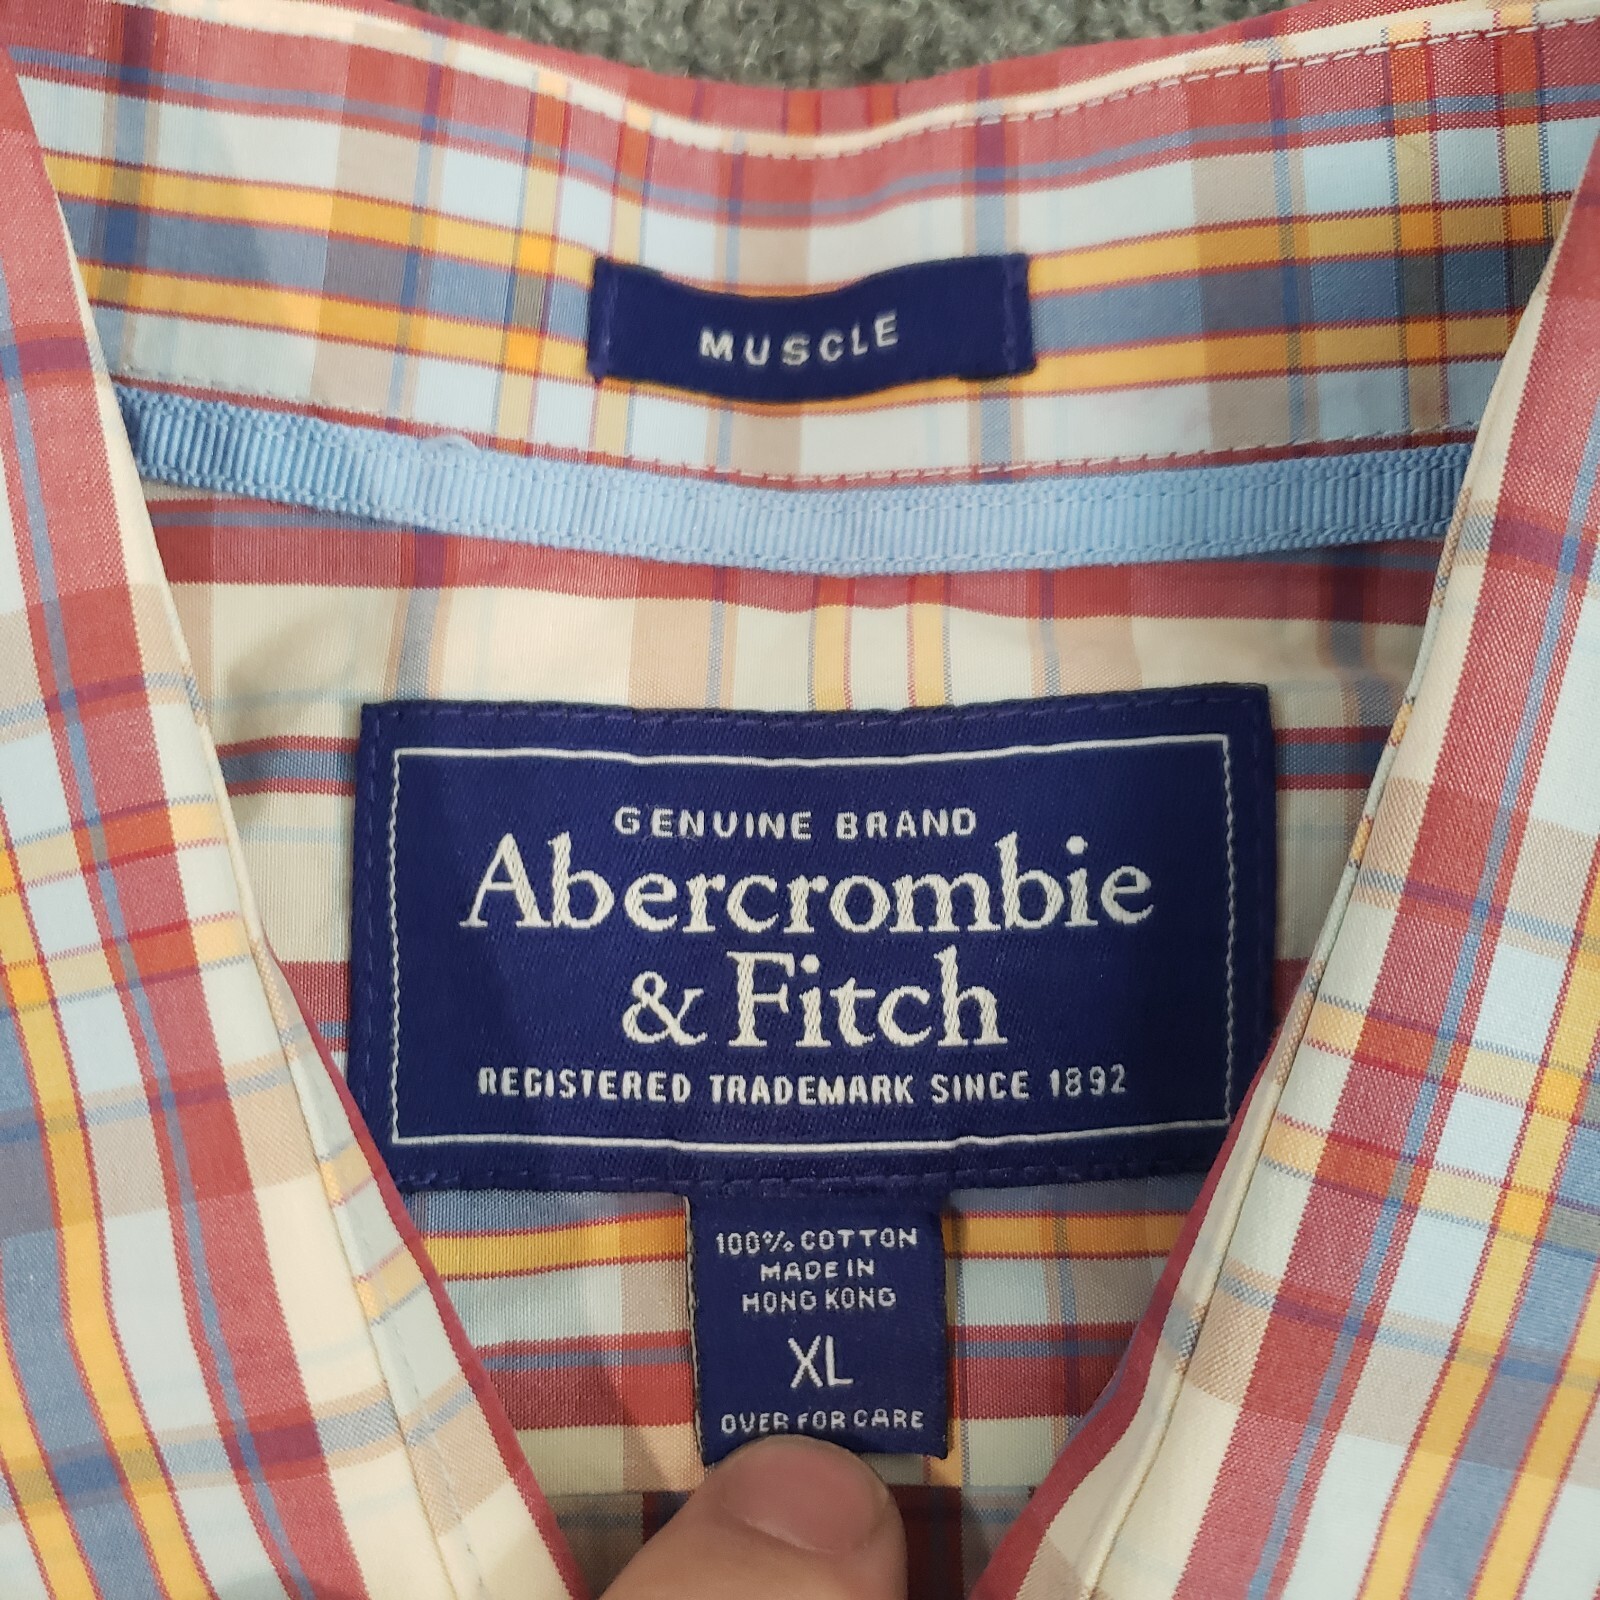 MUSCLE
GENUINE BRAND
Abercrombie
& Fitch
REGISTERED TRADEMARK SINCE 1892
100% COTTON
MADE IN
HONG KONG
XL
OVER FOR CARE